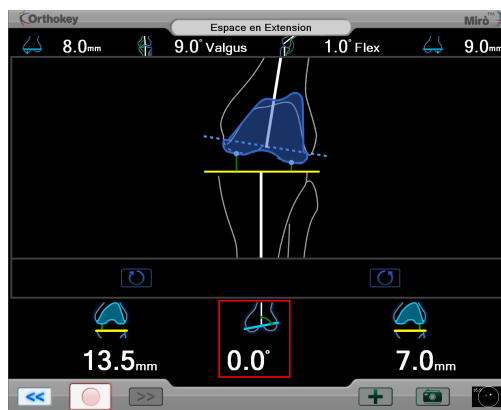 Orthokey
Espace en Extension
Mirò™
8.0mm
9.0° Valgus
1.0° Flex
9.0mm
13.5mm
0.0°
7.0mm
<<
>>
+